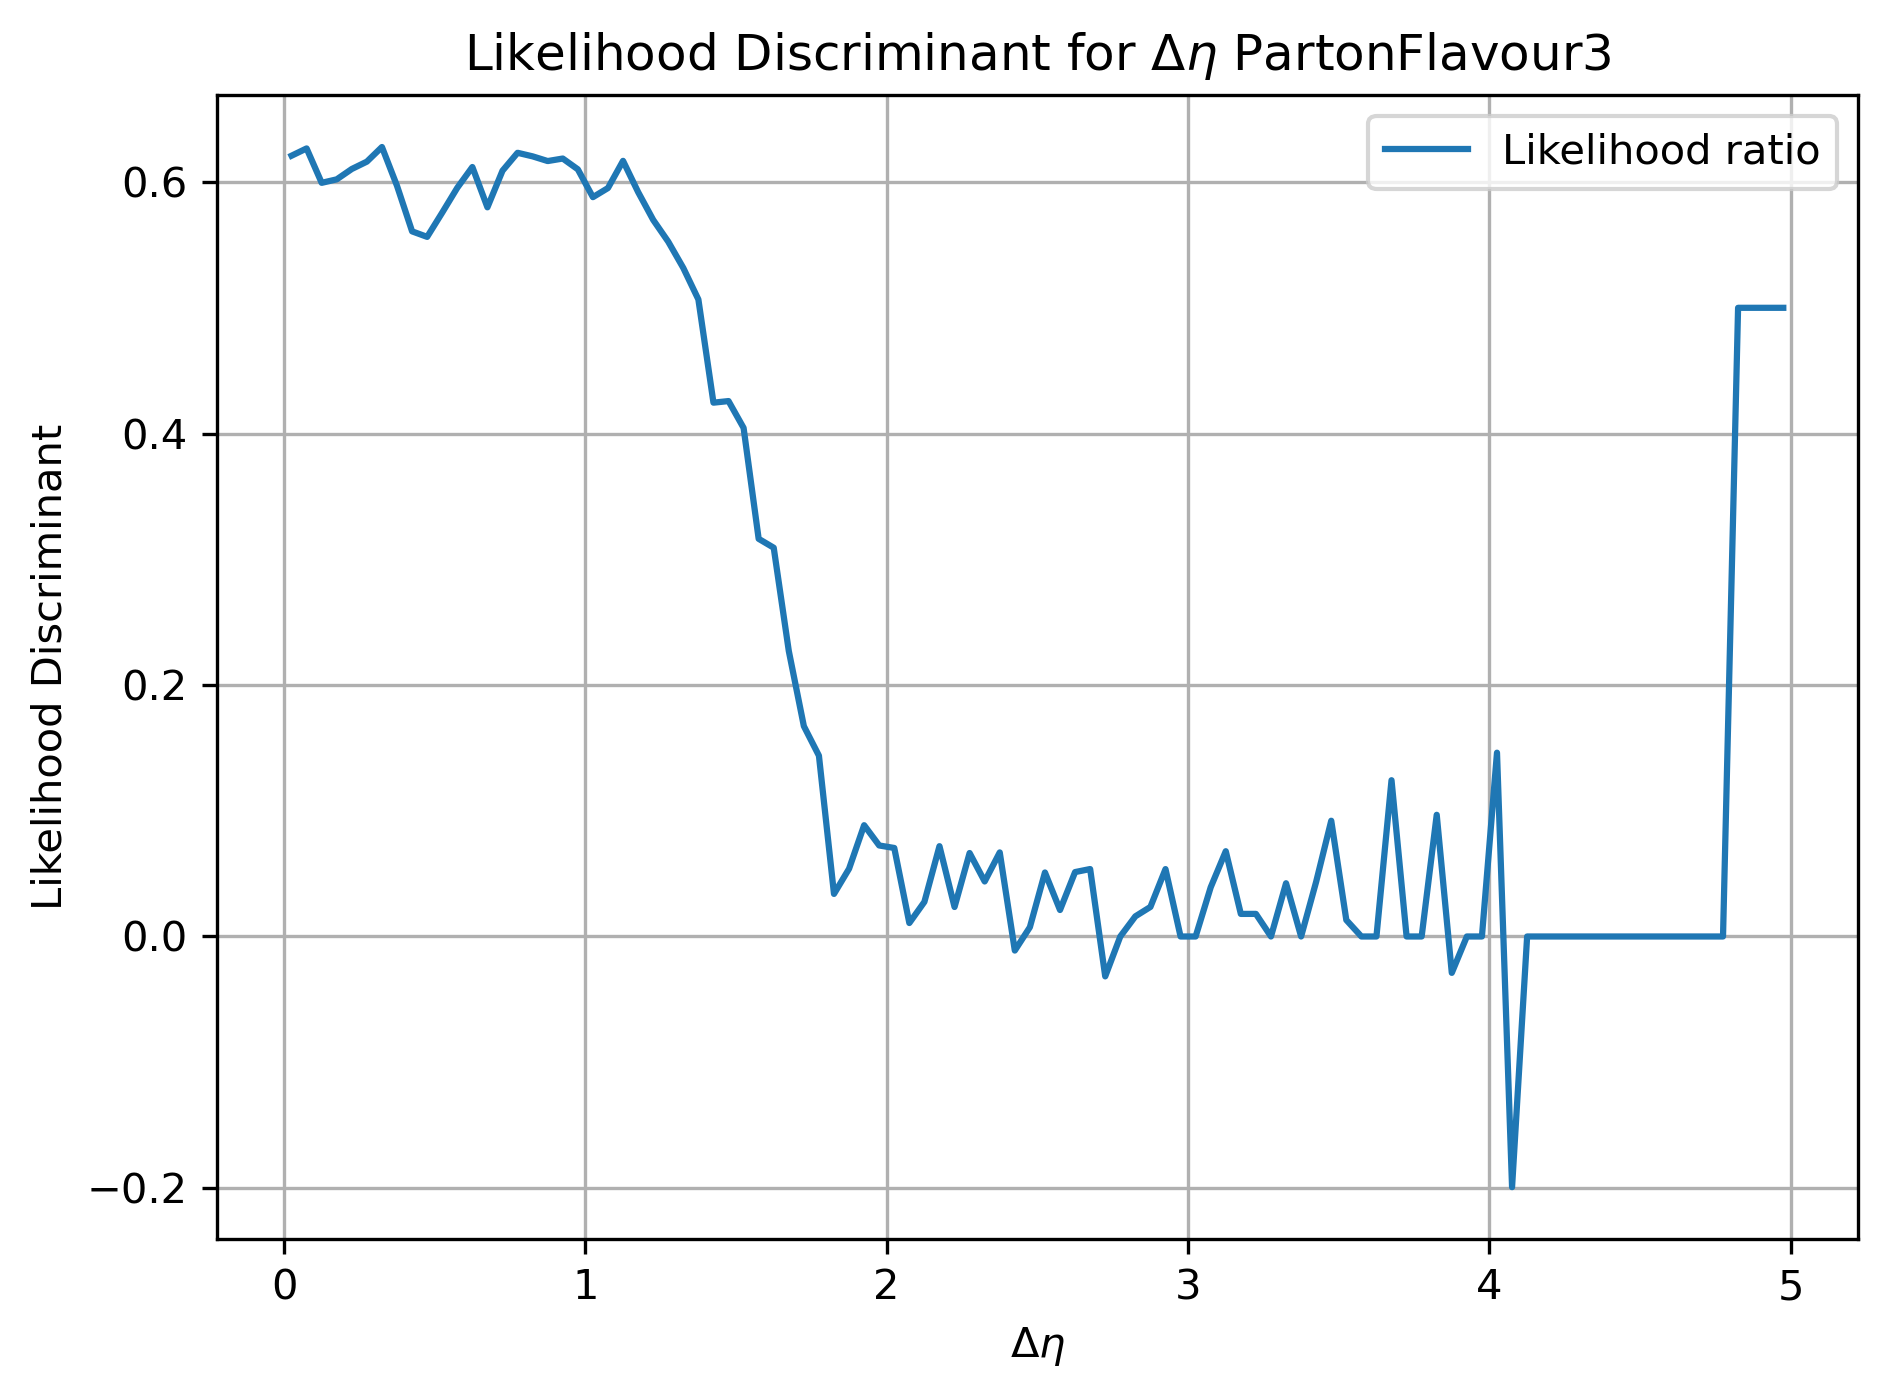 Likelihood Discriminant for Δη PartonFlavour3
Likelihood ratio
Likelihood Discriminant
0.6
0.4
0.2
0.0
−0.2
0 1 2 3 4 5
Δη